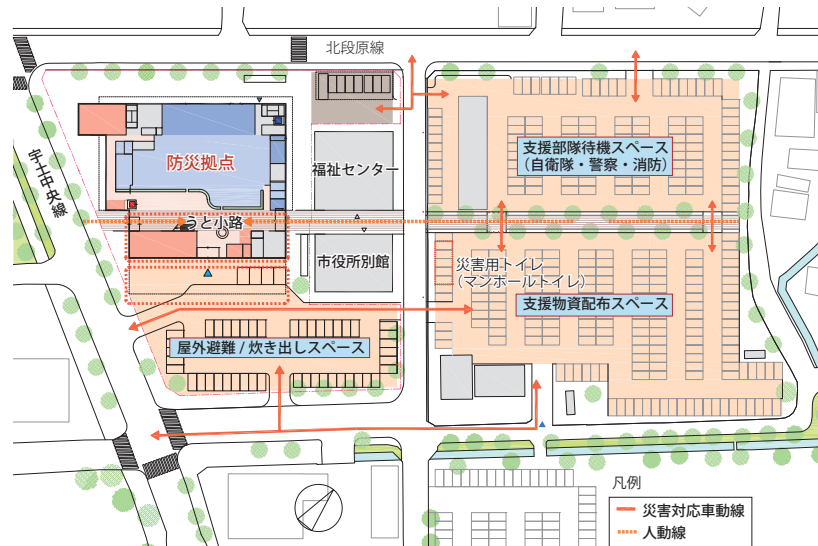 北段原線
宇土中央線
防災拠点
福祉センター
支援部隊待機スペース
（自衛隊・警察・消防）
うと小路
市役所別館
災害用トイレ
（マンホールトイレ）
支援物資配布スペース
屋外避難 / 炊き出しスペース
凡例
災害対応車動線
人動線